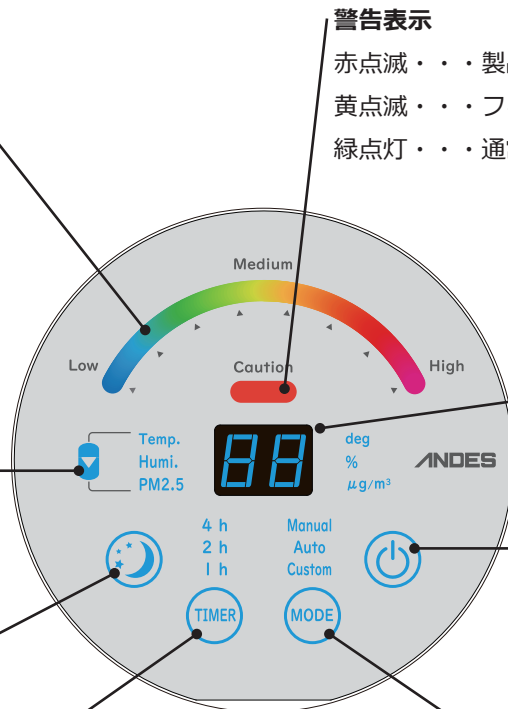 警告表示
赤点滅・・・製
黄点滅・・・フ
緑点灯・・・通
Medium
Low
Caution
High
Temp.
Humi.
PM2.5
88
deg
%
μg/m³
ANDES
4 h
2 h
1 h
Manual
Auto
Custom
TIMER
MODE